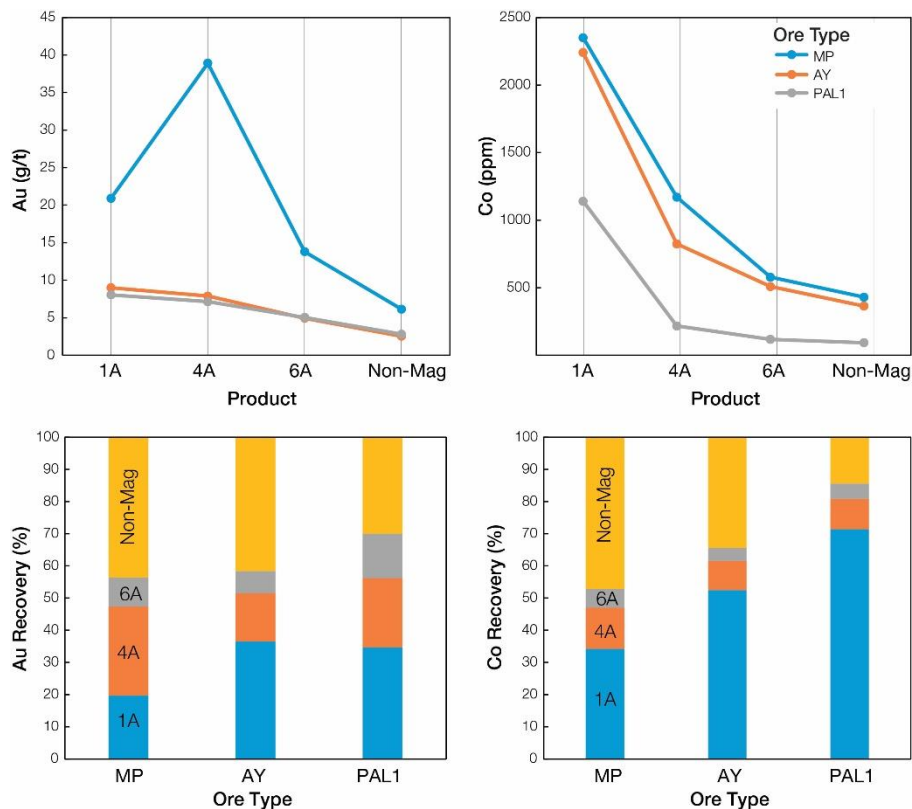 45
40
35
30
25
20
15
10
5
0
Au (g/t)
1A 4A 6A Non-Mag
Product
2500
2000
1500
1000
500
Co (ppm)
Ore Type
MP
AY
PAL1
1A 4A 6A Non-Mag
Product
100
90
80
70
60
50
40
30
20
10
0
Au Recovery (%)
Non-Mag
6A
4A
1A
MP AY PAL1
Ore Type
100
90
80
70
60
50
40
30
20
10
0
Co Recovery (%)
Non-Mag
6A
4A
1A
MP AY PAL1
Ore Type